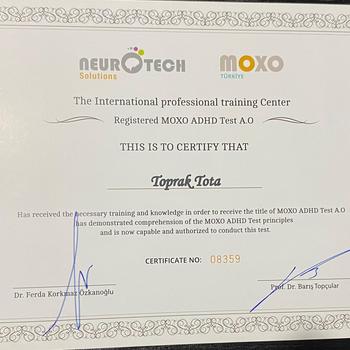 NEUROTECH
Solutions
MOXO
TÜRKİYE
The International professional training Center
Registered MOXO ADHD Test A.O
THIS IS TO CERTIFY THAT
Toprak Tota
Has received the necessary training and knowledge in order to receive the title of MOXO ADHD Test A.O
has demonstrated comprehension of the MOXO ADHD Test principles
and is now capable and authorized to conduct this test.
CERTIFICATE NO: 08359
Dr. Ferda Korkmaz Özkanoğlu
Prof. Dr. Barış Topçular